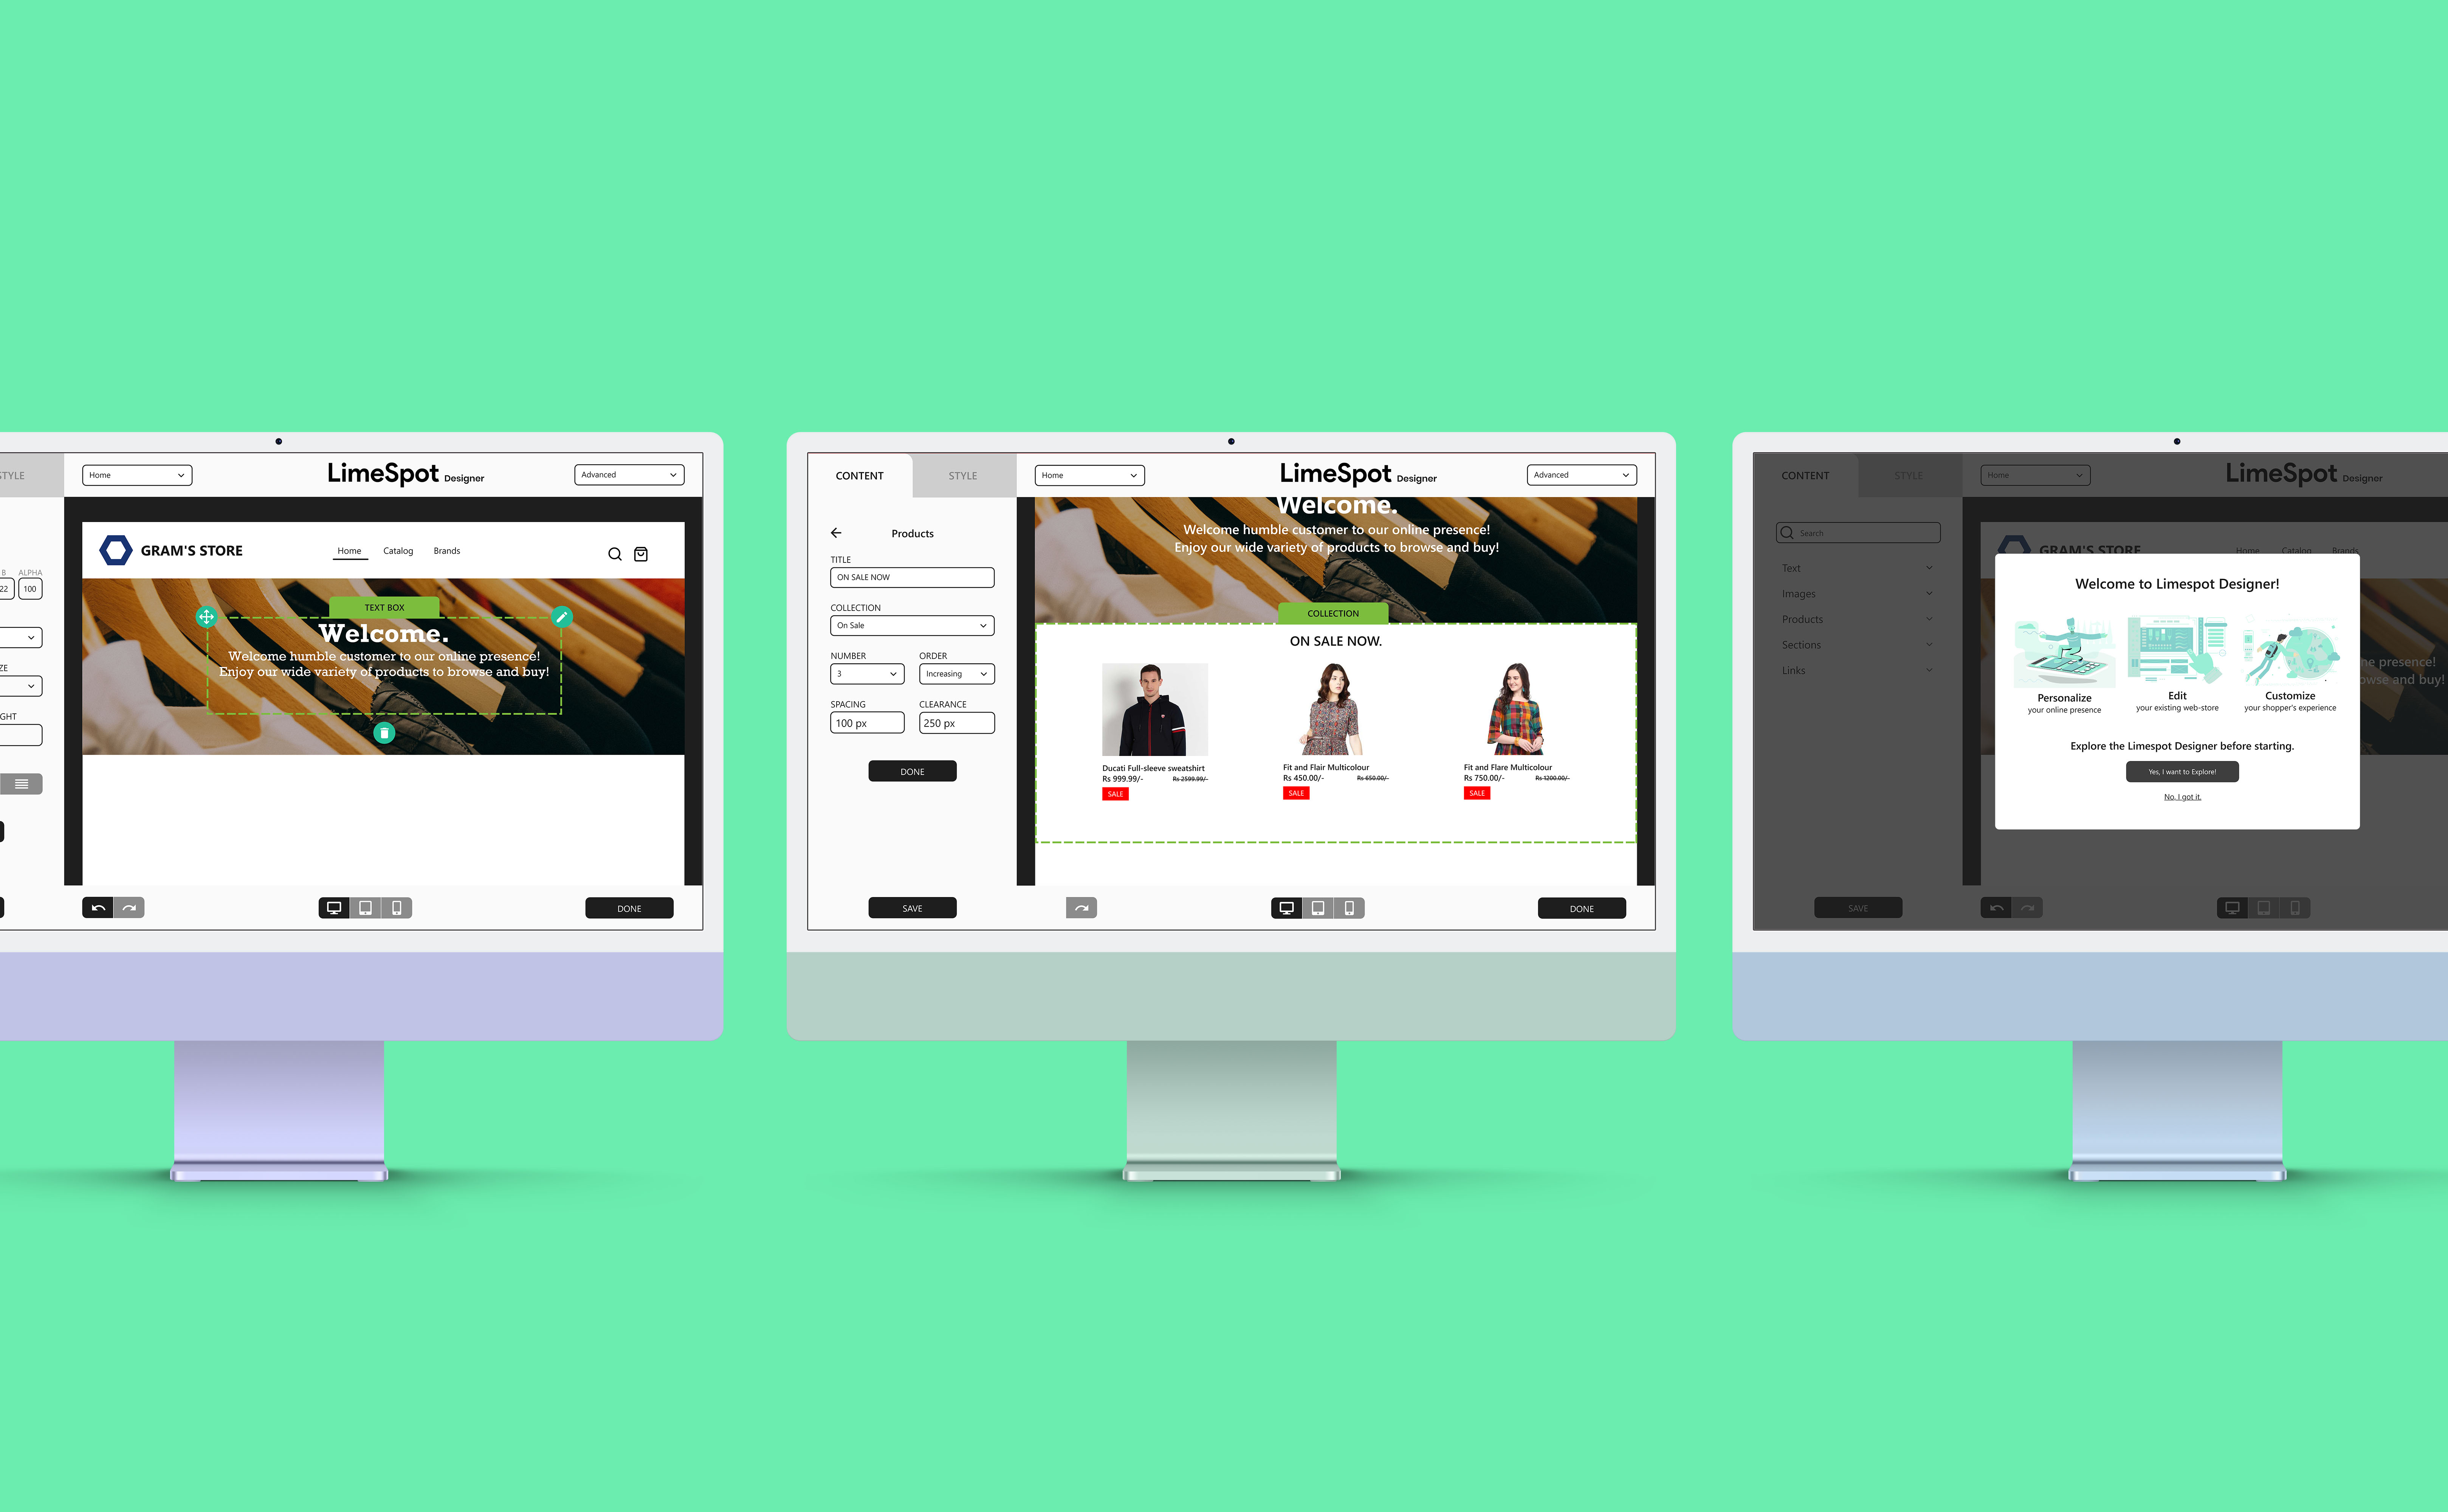 STYLE
Home
LimeSpot Designer
Advanced
GRAM'S STORE
Home
Catalog
Brands
B
ALPHA
22
100
TEXT BOX
Welcome.
Welcome humble customer to our online presence!
Enjoy our wide variety of products to browse and buy!
ZE
GHT
DONE
CONTENT
STYLE
Home
LimeSpot Designer
Advanced
Products
TITLE
ON SALE NOW
COLLECTION
On Sale
NUMBER
ORDER
3
Increasing
SPACING
CLEARANCE
100 px
250 px
DONE
SAVE
Welcome.
Welcome humble customer to our online presence!
Enjoy our wide variety of products to browse and buy!
COLLECTION
ON SALE NOW.
Ducati Full-sleeve sweatshirt
Rs 999.99/- Rs 2599.99/-
SALE
Fit and Flair Multicolour
Rs 450.00/- Rs 650.00/-
SALE
Fit and Flare Multicolour
Rs 750.00/- Rs 1200.00/-
SALE
DONE
CONTENT
STYLE
Home
LimeSpot Designer
Search
Text
Images
Products
Sections
Links
SAVE
GRAM'S STORE
Home
Catalog
Brands
ne presence!
owse and buy!
Welcome to Limespot Designer!
Personalize
your online presence
Edit
your existing web-store
Customize
your shopper's experience
Explore the Limespot Designer before starting.
Yes, I want to Explore!
No, I got it.